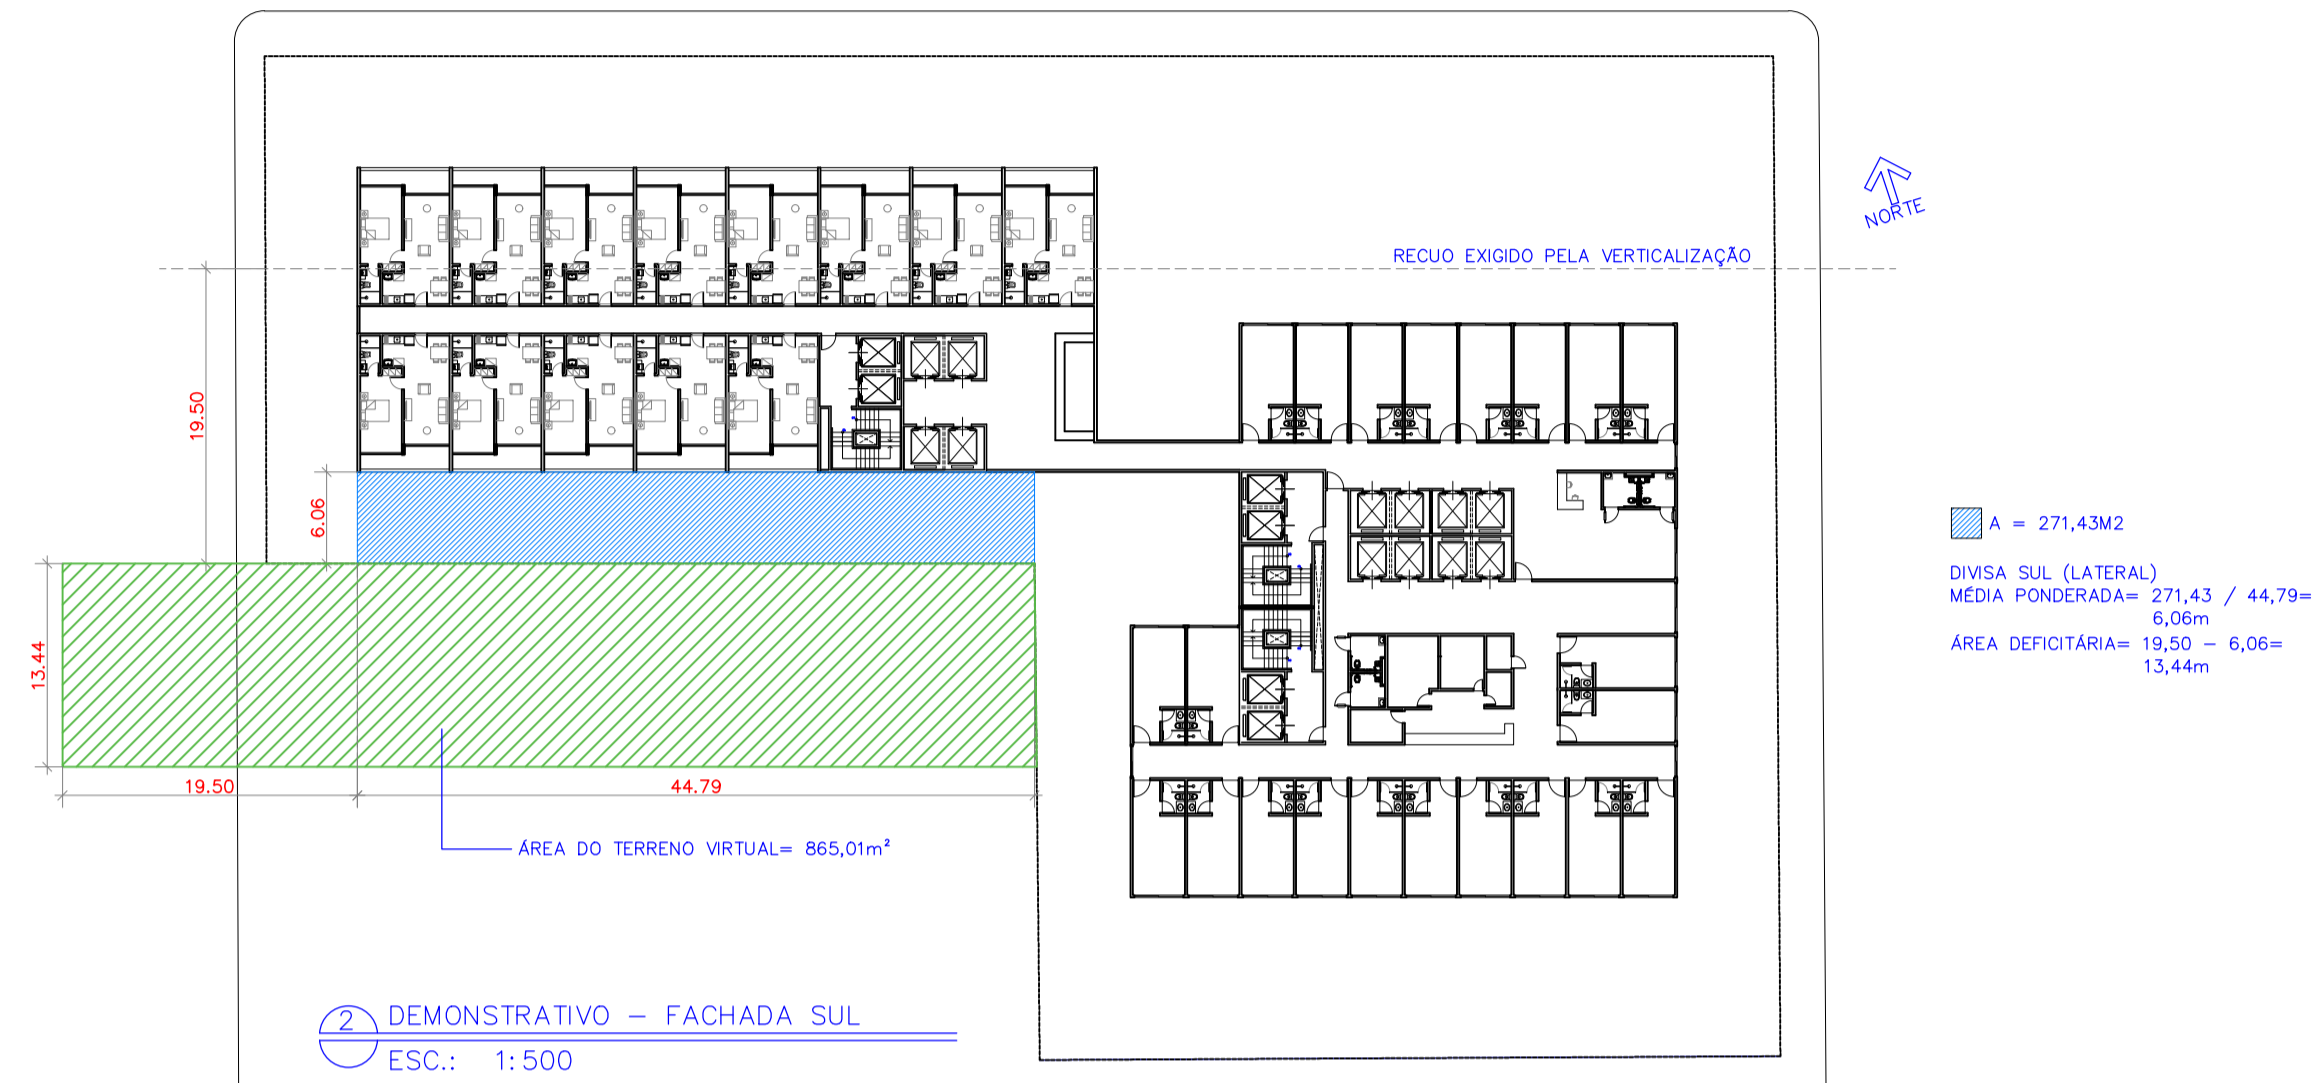 NORTE
RECUO EXIGIDO PELA VERTICALIZAÇÃO
19.50
6.06
13.44
19.50
44.79
A = 271,43M2
DIVISA SUL (LATERAL)
MÉDIA PONDERADA= 271,43 / 44,79=
6,06m
ÁREA DEFICITÁRIA= 19,50 – 6,06=
13,44m
ÁREA DO TERRENO VIRTUAL= 865,01m²
2
DEMONSTRATIVO – FACHADA SUL
ESC.: 1:500